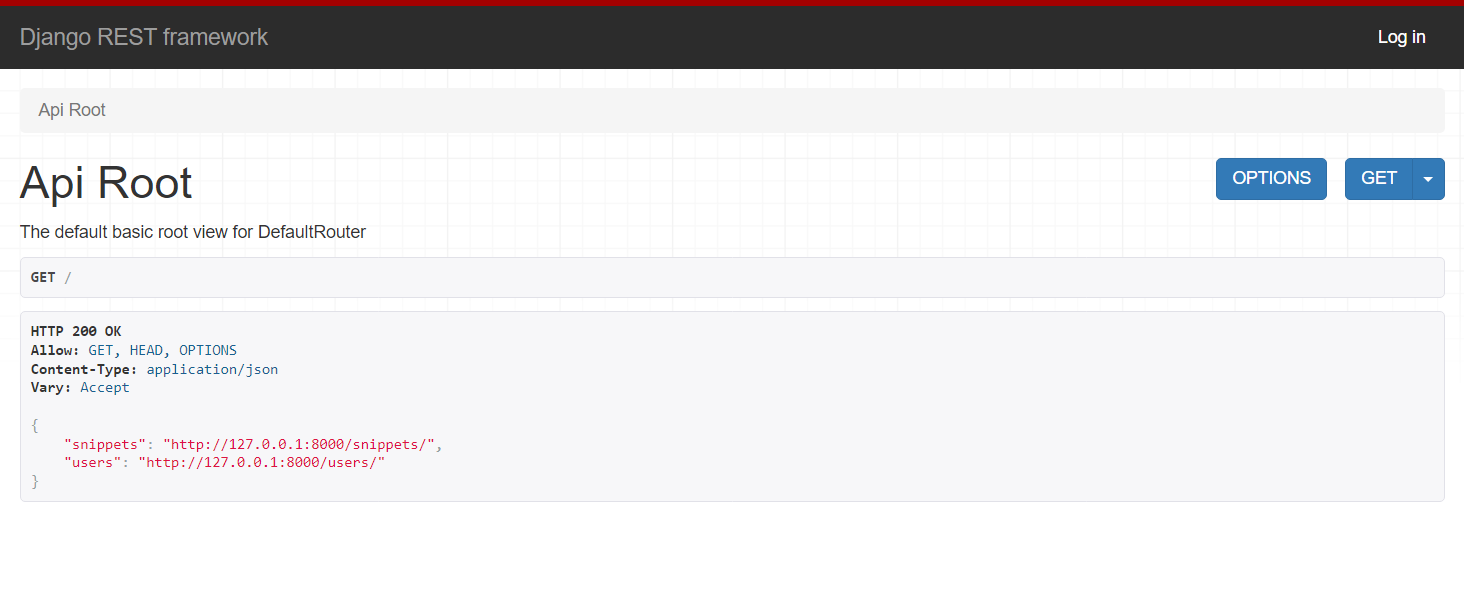 Django REST framework
Log in
Api Root
Api Root
OPTIONS
GET
The default basic root view for DefaultRouter
GET /
HTTP 200 OK
Allow: GET, HEAD, OPTIONS
Content-Type: application/json
Vary: Accept
{
    "snippets": "http://127.0.0.1:8000/snippets/",
    "users": "http://127.0.0.1:8000/users/"
}